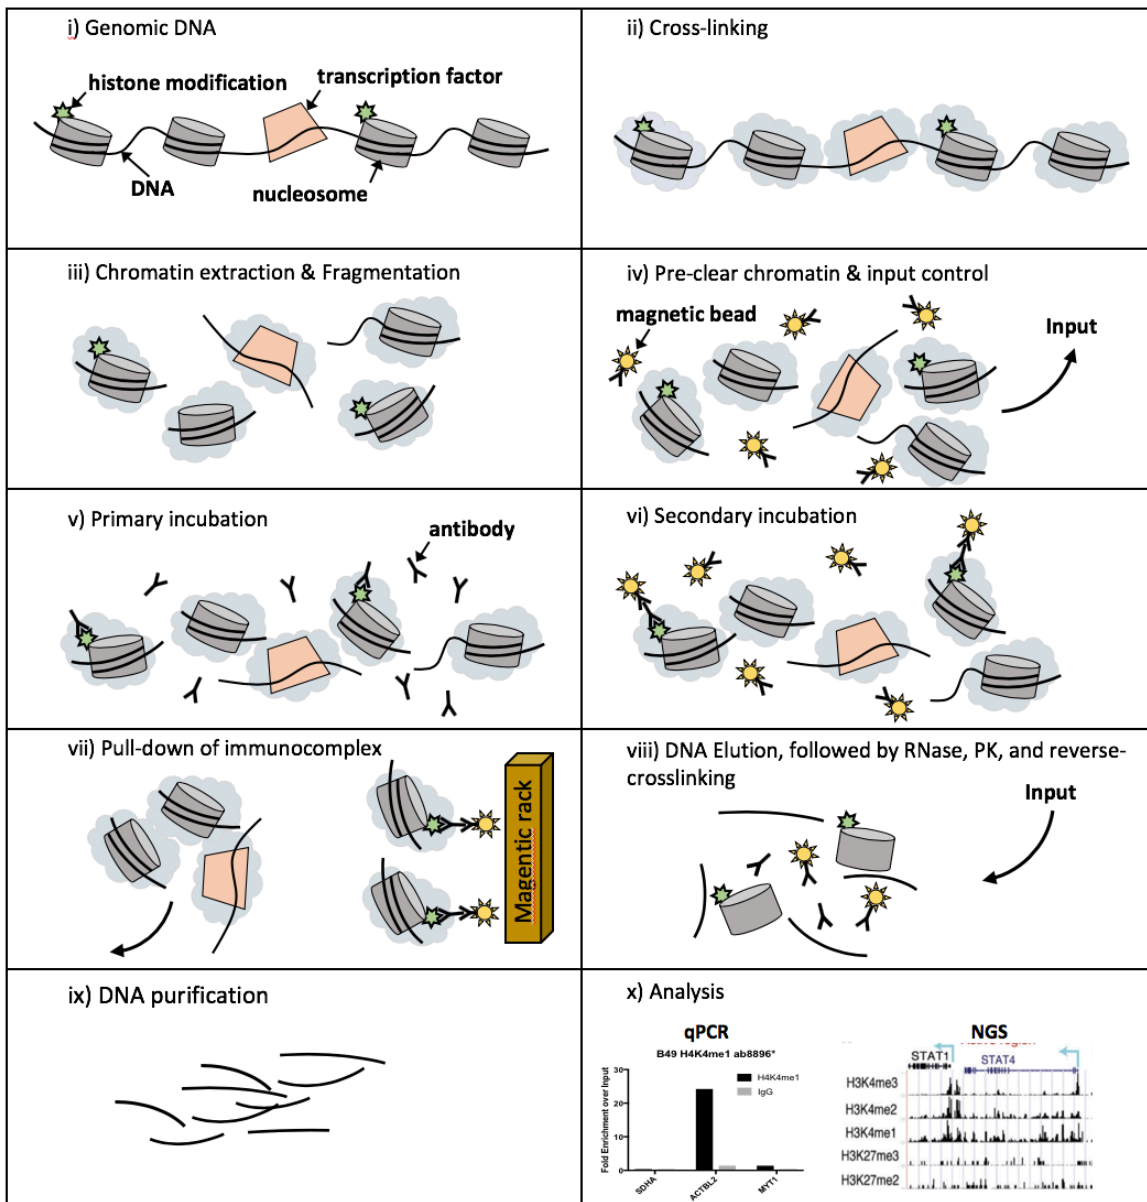 i) Genomic DNA
histone modification
transcription factor
DNA
nucleosome
ii) Cross-linking
iii) Chromatin extraction & Fragmentation
iv) Pre-clear chromatin & input control
magnetic bead
Input
v) Primary incubation
antibody
vi) Secondary incubation
vii) Pull-down of immunocomplex
Magentic rack
viii) DNA Elution, followed by RNase, PK, and reverse-
crosslinking
Input
ix) DNA purification
x) Analysis
qPCR
B49 H4K4me1 ab8896*
Fold Enrichment over Input
30
20
10
0
H4K4me1
IgG
SDHA
ACTBL2
MYT1
NGS
STAT1
STAT4
H3K4me3
H3K4me2
H3K4me1
H3K27me3
H3K27me2